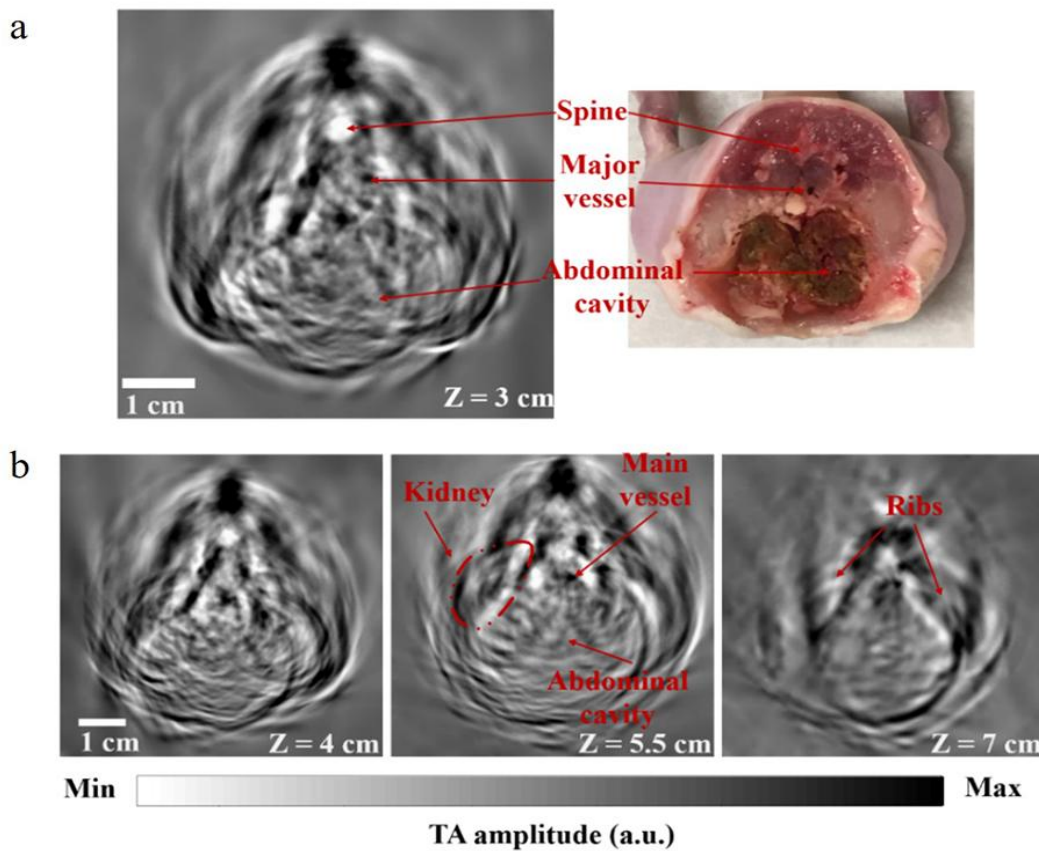 a
Spine
Major
vessel
Abdominal
cavity
1 cm
Z = 3 cm
b
Kidney
Main
vessel
Abdominal
cavity
Ribs
1 cm
Z = 4 cm
Z = 5.5 cm
Z = 7 cm
Min
Max
TA amplitude (a.u.)